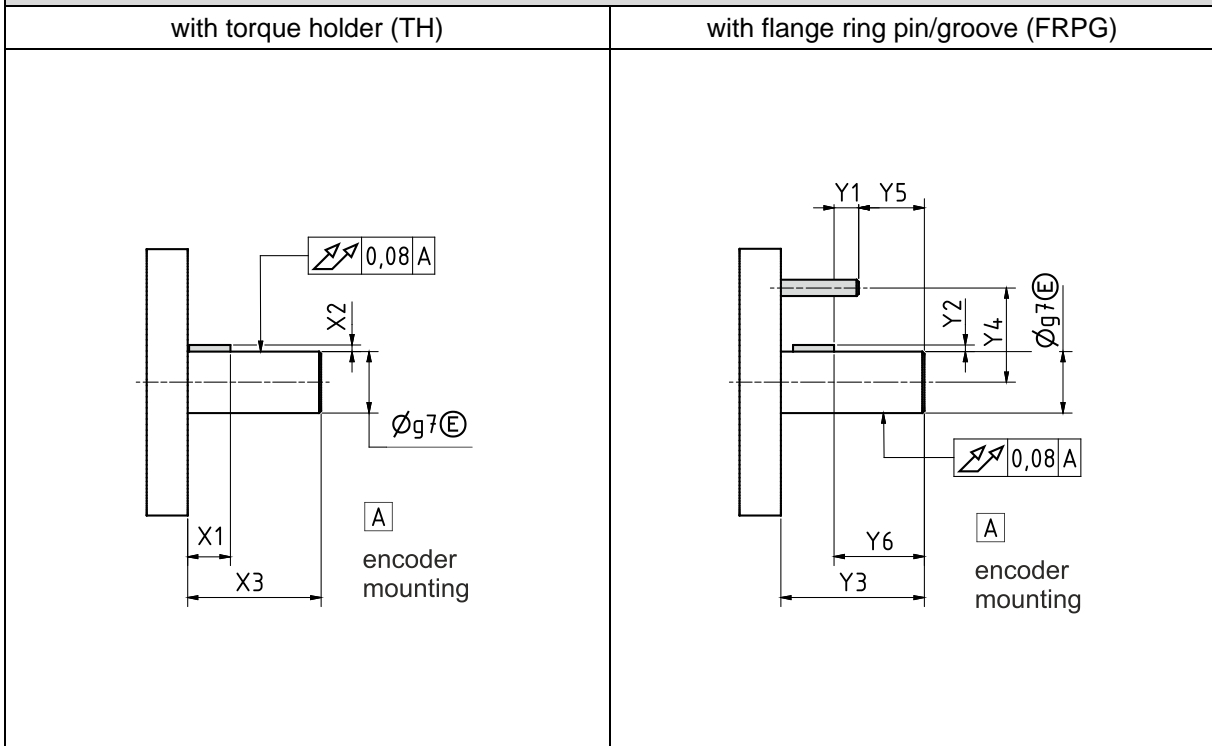 with torque holder (TH)
with flange ring pin/groove (FRPG)
0,08 A
X2
Øg7Ⓔ
X1
X3
A
encoder
mounting
Y1 Y5
Y2
Y4
Øg7Ⓔ
0,08 A
Y6
Y3
A
encoder
mounting